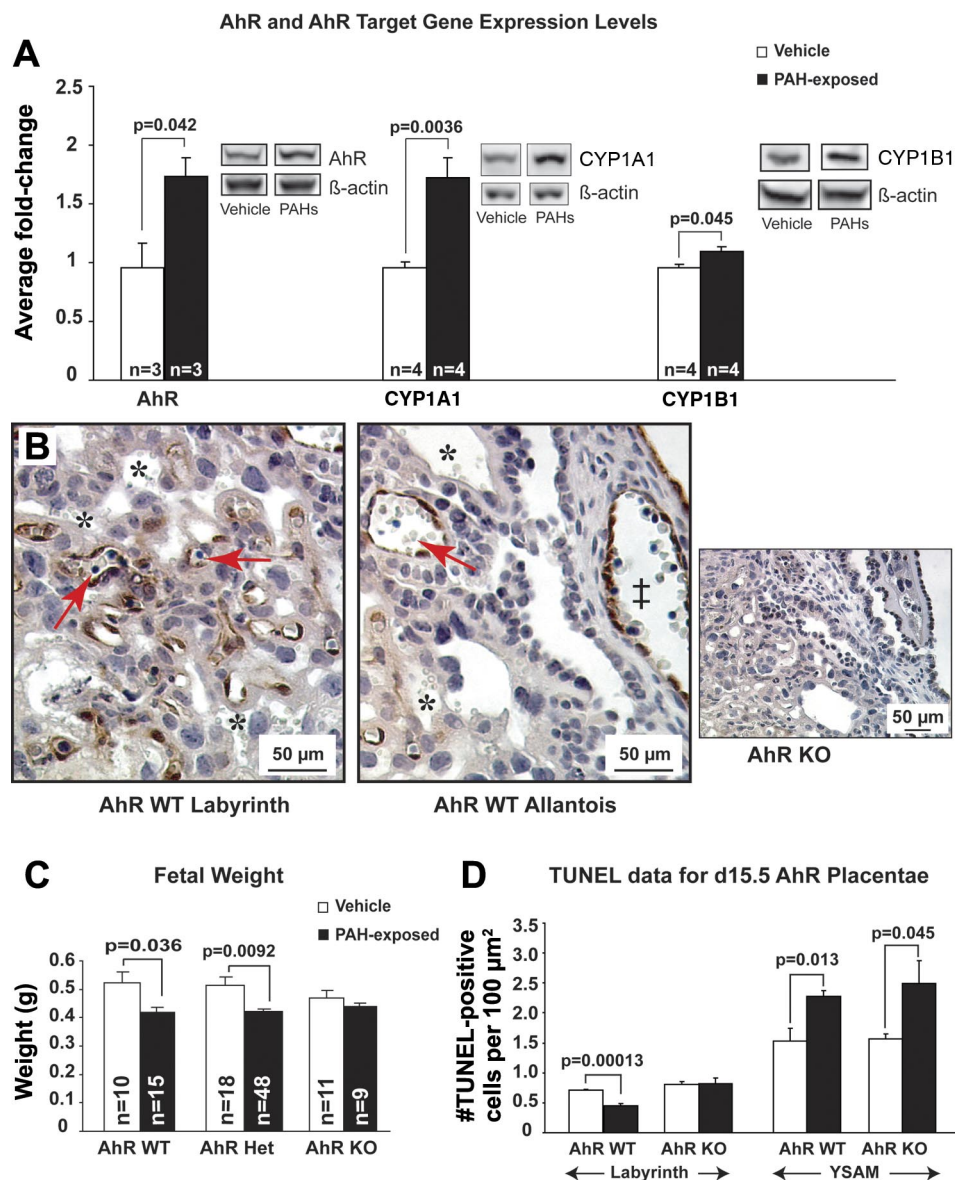 AhR and AhR Target Gene Expression Levels
A
Vehicle
PAH-exposed
Average fold-change
2.5
2
1.5
1
0.5
0
p=0.042
AhR
ß-actin
Vehicle PAHs
p=0.0036
CYP1A1
ß-actin
Vehicle PAHs
p=0.045
CYP1B1
ß-actin
Vehicle PAHs
n=3 n=3
n=4 n=4
n=4 n=4
AhR CYP1A1 CYP1B1
B
*
*
*
50 µm
*
‡
*
50 µm
50 µm
AhR WT Labyrinth
AhR WT Allantois
AhR KO
C
Fetal Weight
Vehicle
PAH-exposed
Weight (g)
0.6
0.5
0.4
0.3
0.2
0.1
0
p=0.036
p=0.0092
n=10
n=15
n=18
n=48
n=11
n=9
AhR WT AhR Het AhR KO
D
TUNEL data for d15.5 AhR Placentae
#TUNEL-positive
cells per 100 µm²
3.5
3.0
2.5
2.0
1.5
1.0
0.5
0
p=0.00013
p=0.013
p=0.045
AhR WT AhR KO AhR WT AhR KO
Labyrinth YSAM